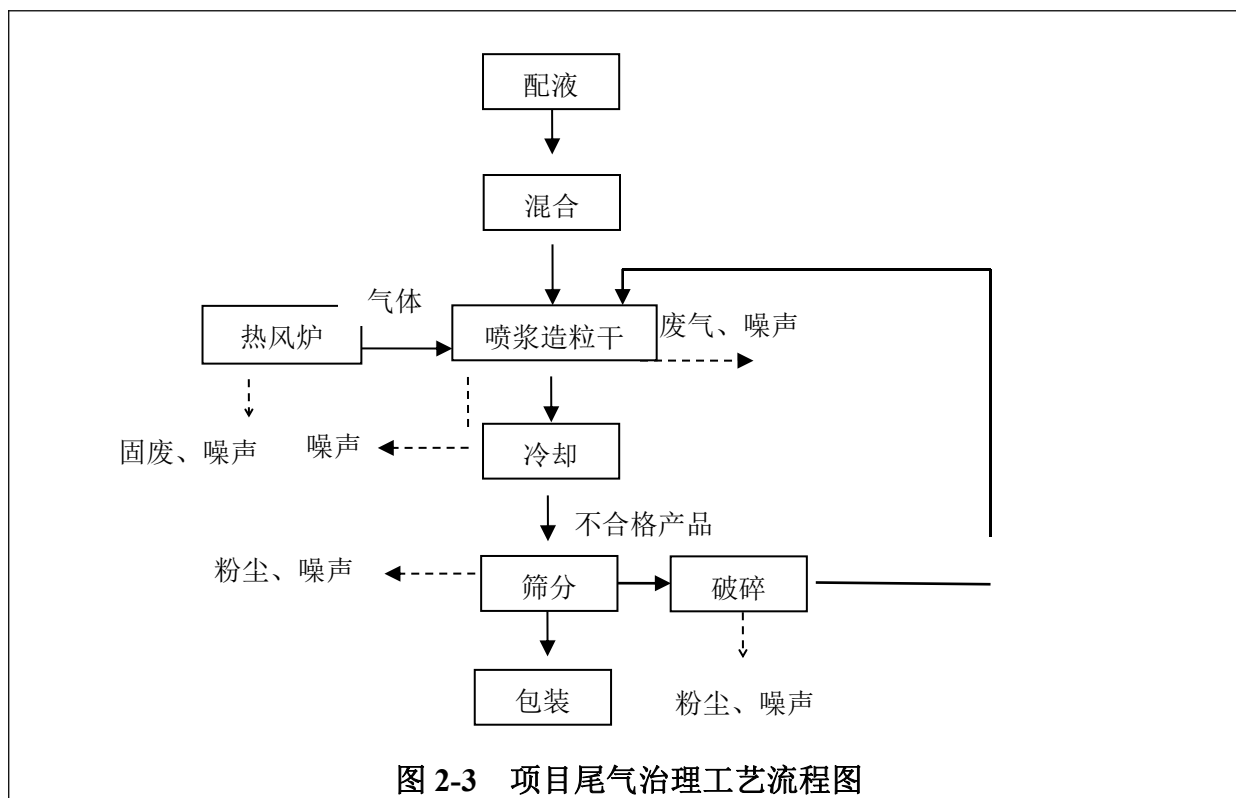 配液
混合
气体
热风炉
喷浆造粒干
废气、噪声
固废、噪声
噪声
冷却
不合格产品
粉尘、噪声
筛分
破碎
包装
粉尘、噪声
图 2-3 项目尾气治理工艺流程图